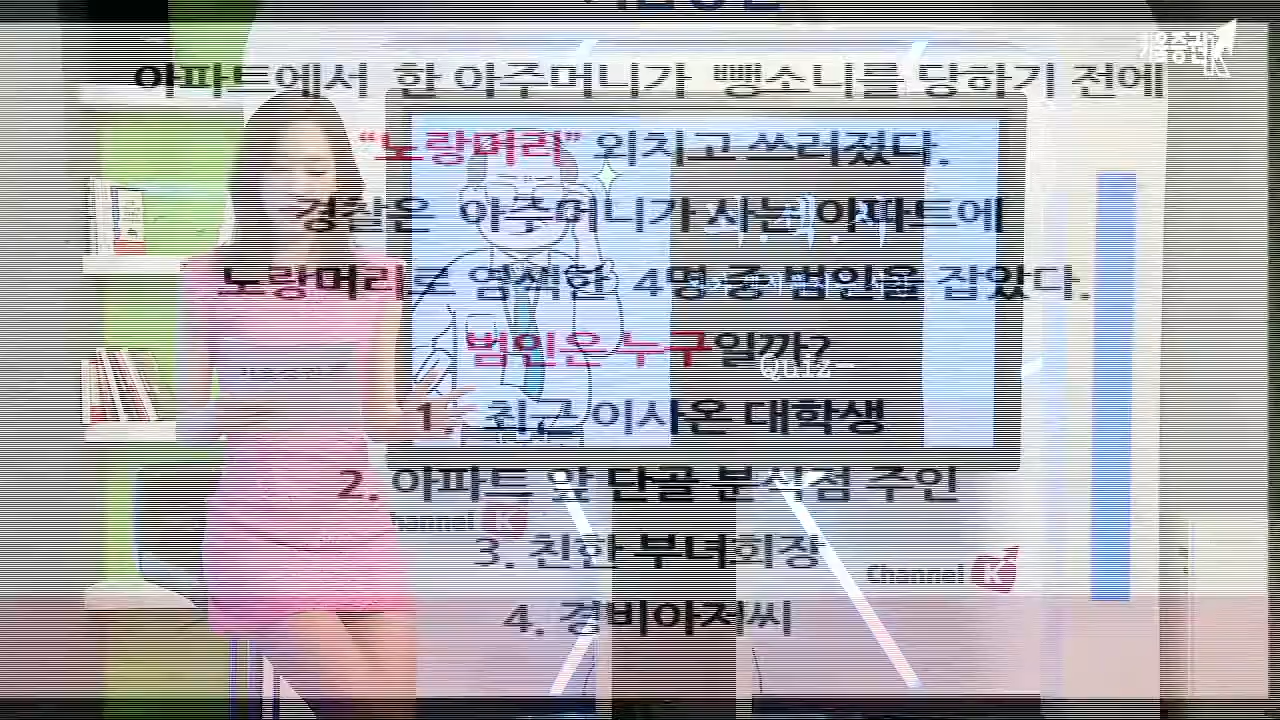 키움증권
아파트에서 한 아주머니가 뺑소니를 당하기 전에
“노랑머리” 외치고 쓰러졌다.
경찰은 아주머니가 사는 아파트에
노랑머리로 염색한 4명 중 범인을 잡았다.
범인은 누구일까?
Quiz~
1. 최근 이사온 대학생
2. 아파트 앞 단골 분식점 주인
Channel K
3. 친한 부녀회장
Channel K
4. 경비아저씨